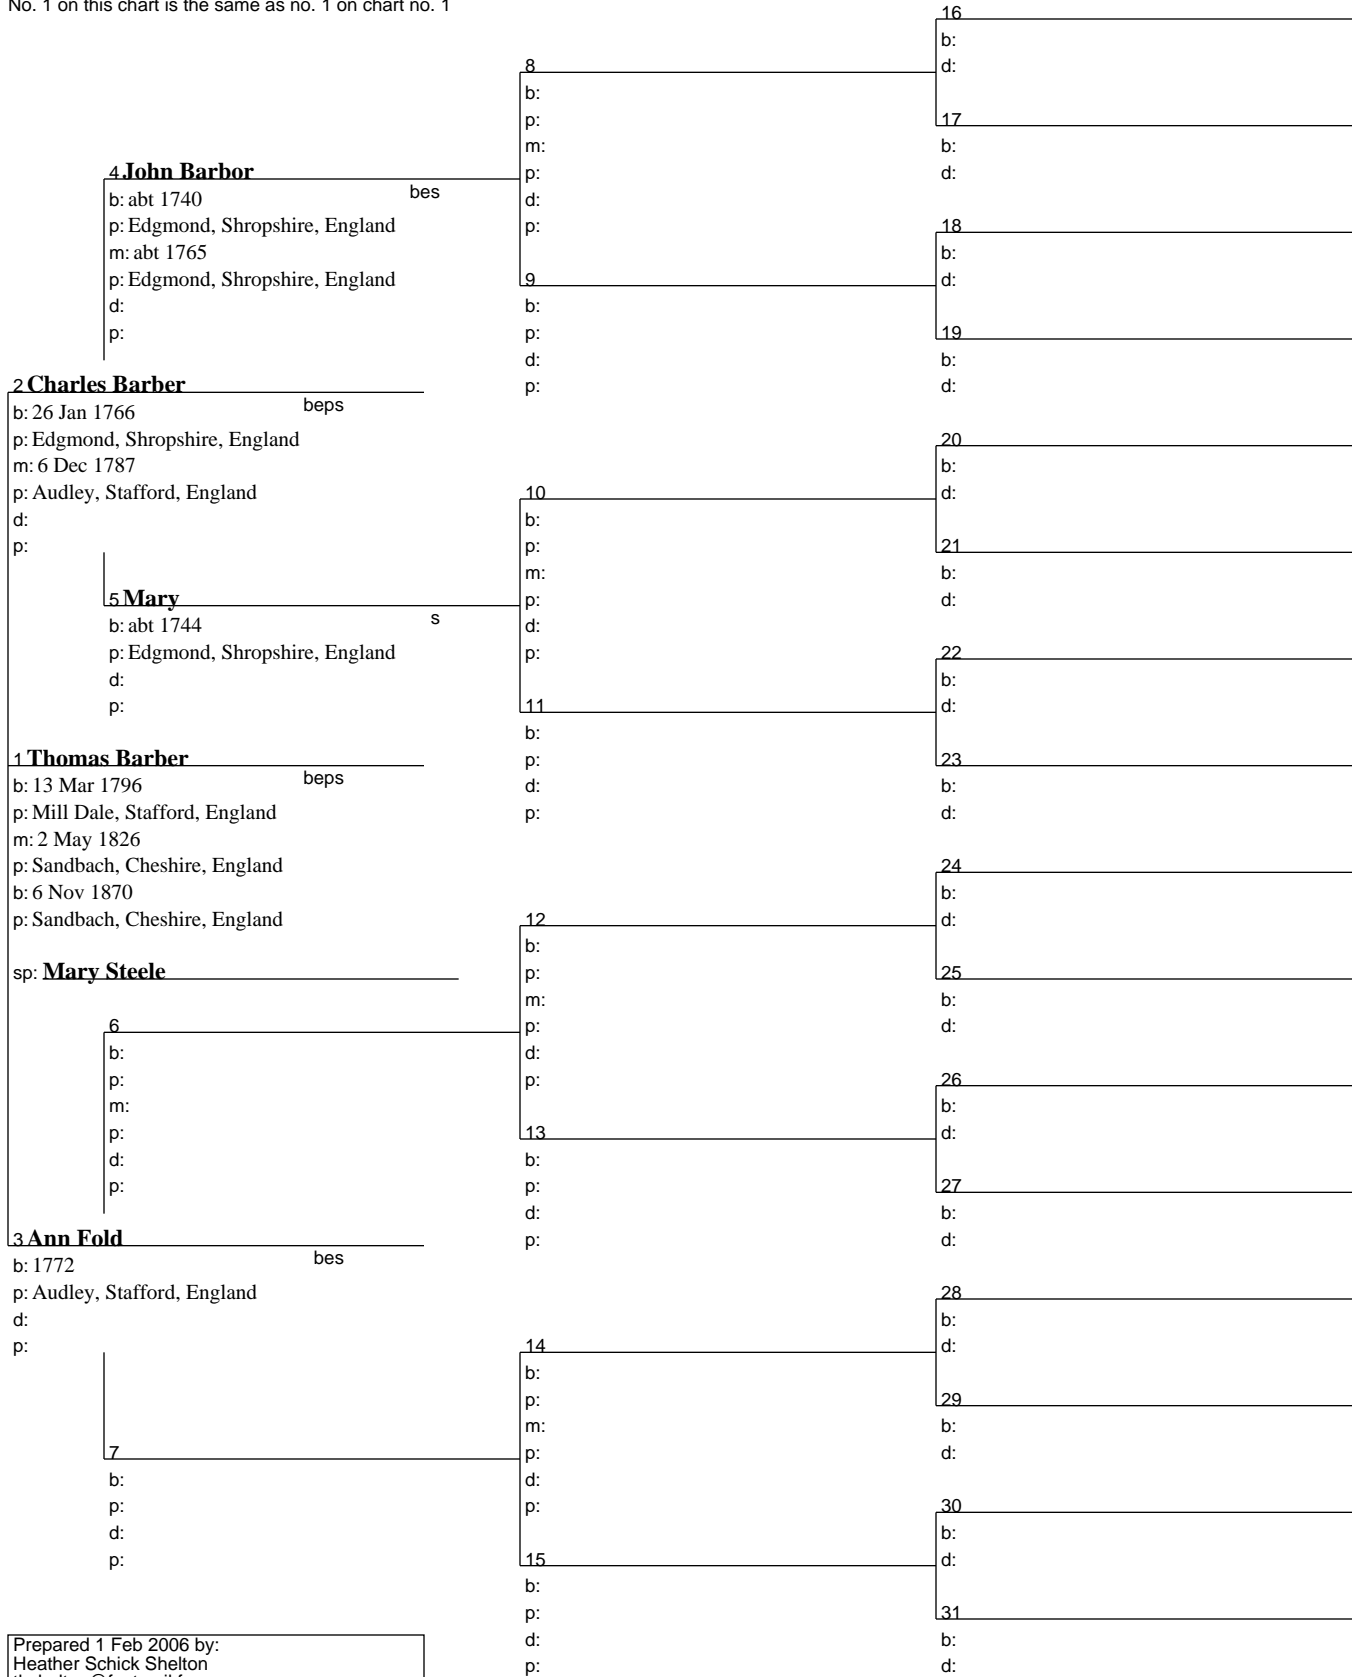 No. 1 on this chart is the same as no. 1 on chart no. 1
4 John Barbor
bes
b: abt 1740
p: Edgmond, Shropshire, England
m: abt 1765
p: Edgmond, Shropshire, England
d:
p:
2 Charles Barber
beps
b: 26 Jan 1766
p: Edgmond, Shropshire, England
m: 6 Dec 1787
p: Audley, Stafford, England
d:
p:
5 Mary
s
b: abt 1744
p: Edgmond, Shropshire, England
d:
p:
1 Thomas Barber
beps
b: 13 Mar 1796
p: Mill Dale, Stafford, England
m: 2 May 1826
p: Sandbach, Cheshire, England
b: 6 Nov 1870
p: Sandbach, Cheshire, England
sp: Mary Steele
6
b:
p:
m:
p:
d:
p:
3 Ann Fold
bes
b: 1772
p: Audley, Stafford, England
d:
p:
7
b:
p:
d:
p:
Prepared 1 Feb 2006 by:
Heather Schick Shelton
8
b:
p:
m:
p:
d:
p:
9
b:
p:
d:
p:
10
b:
p:
m:
p:
d:
p:
11
b:
p:
d:
p:
12
b:
p:
m:
p:
d:
p:
13
b:
p:
d:
p:
14
b:
p:
m:
p:
d:
p:
15
b:
p:
d:
p:
16
b:
d:
17
b:
d:
18
b:
d:
19
b:
d:
20
b:
d:
21
b:
d:
22
b:
d:
23
b:
d:
24
b:
d:
25
b:
d:
26
b:
d:
27
b:
d:
28
b:
d:
29
b:
d:
30
b:
d:
31
b:
d: